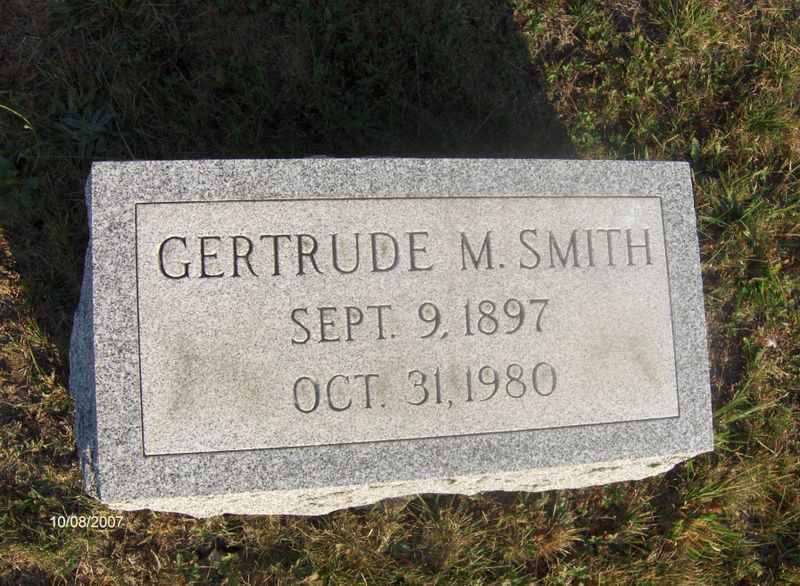 GERTRUDE M. SMITH
SEPT. 9, 1897
OCT. 31, 1980
10/08/2007